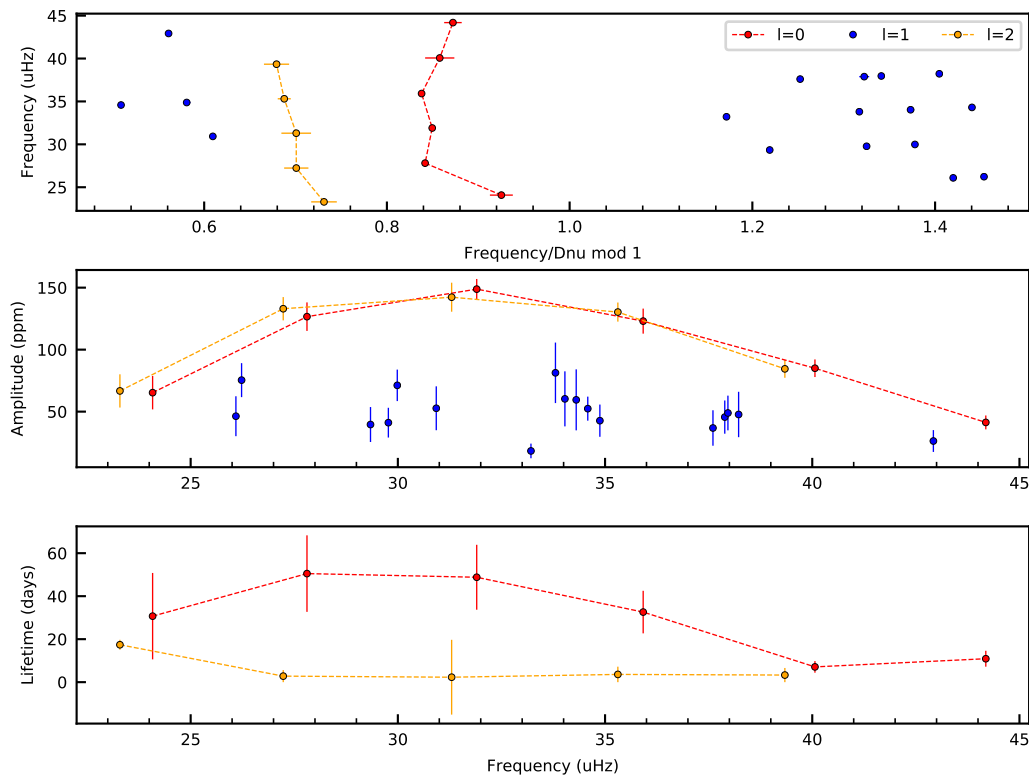 45
40
35
30
25
Frequency (uHz)
l=0 l=1 l=2
0.6 0.8 1.0 1.2 1.4
Frequency/Dnu mod 1
150
100
50
Amplitude (ppm)
25 30 35 40 45
60
40
20
0
Lifetime (days)
25 30 35 40 45
Frequency (uHz)